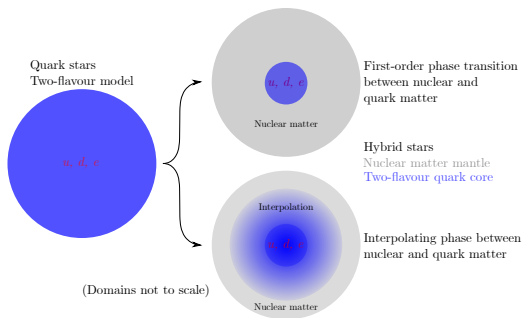 Quark stars
Two-flavour model
u, d, e
u, d, e
Nuclear matter
First-order phase transition
between nuclear and
quark matter
Hybrid stars
Nuclear matter mantle
Two-flavour quark core
Interpolation
u, d, e
Nuclear matter
Interpolating phase between
nuclear and quark matter
(Domains not to scale)